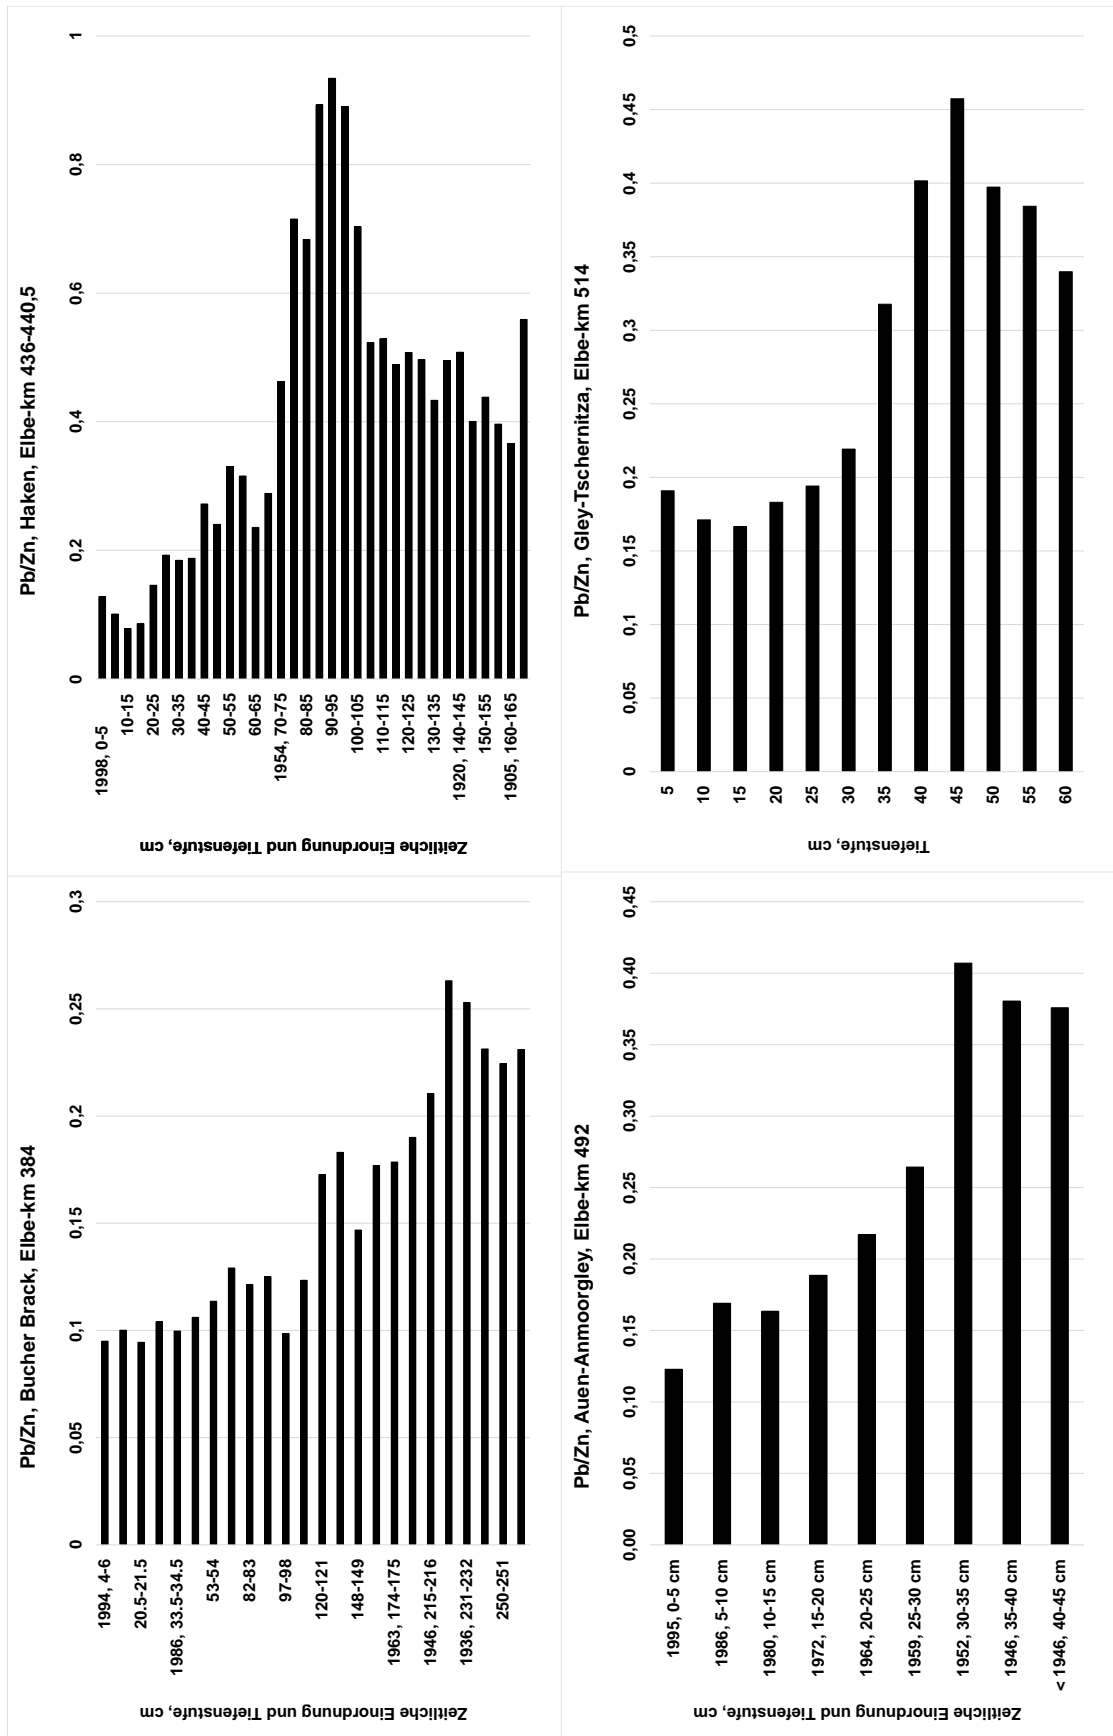 Pb/Zn, Bucher Brack, Elbe-km 384
0 0,05 0,1 0,15 0,2 0,25 0,3
1994, 4-6
20.5-21.5
1986, 33.5-34.5
53-54
82-83
97-98
120-121
148-149
1963, 174-175
1946, 215-216
1936, 231-232
250-251
Zeitliche Einordnung und Tiefenstufe, cm
Pb/Zn, Haken, Elbe-km 436-440,5
0 0,2 0,4 0,6 0,8 1
1998, 0-5
10-15
20-25
30-35
40-45
50-55
60-65
1954, 70-75
80-85
90-95
100-105
110-115
120-125
130-135
1920, 140-145
150-155
1905, 160-165
Zeitliche Einordnung und Tiefenstufe, cm
Pb/Zn, Auen-Anmoorgley, Elbe-km 492
0,00 0,05 0,10 0,15 0,20 0,25 0,30 0,35 0,40 0,45
1995, 0-5 cm
1986, 5-10 cm
1980, 10-15 cm
1972, 15-20 cm
1964, 20-25 cm
1959, 25-30 cm
1952, 30-35 cm
1946, 35-40 cm
< 1946, 40-45 cm
Zeitliche Einordnung und Tiefenstufe, cm
Pb/Zn, Gley-Tschernitza, Elbe-km 514
0 0,05 0,1 0,15 0,2 0,25 0,3 0,35 0,4 0,45 0,5
5
10
15
20
25
30
35
40
45
50
55
60
Tiefenstufe, cm